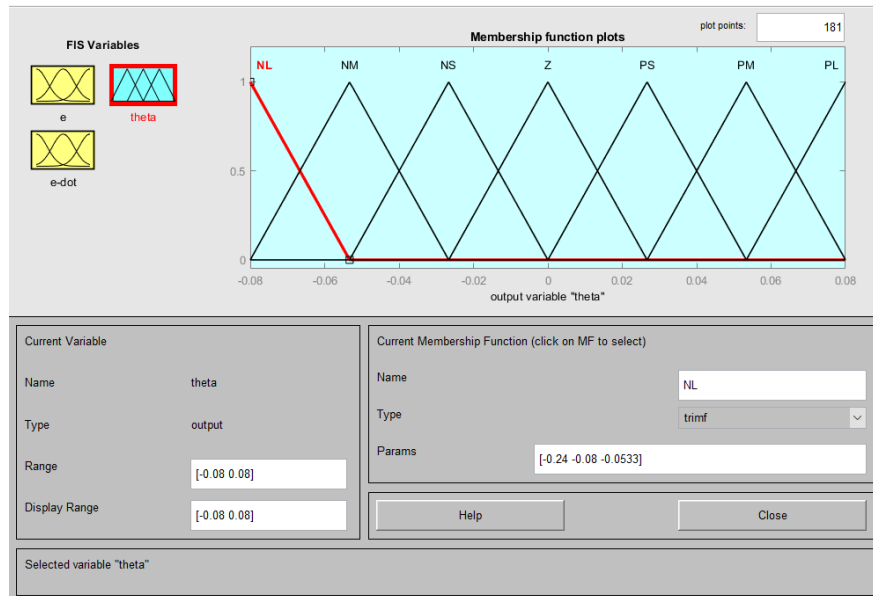 FIS Variables
e
theta
e-dot
Membership function plots
plot points:
181
NL NM NS Z PS PM PL
1
0.5
0
-0.08 -0.06 -0.04 -0.02 0 0.02 0.04 0.06 0.08
output variable "theta"
Current Variable
Name theta
Type output
Range [-0.08 0.08]
Display Range [-0.08 0.08]
Current Membership Function (click on MF to select)
Name NL
Type trimf
Params [-0.24 -0.08 -0.0533]
Help Close
Selected variable "theta"